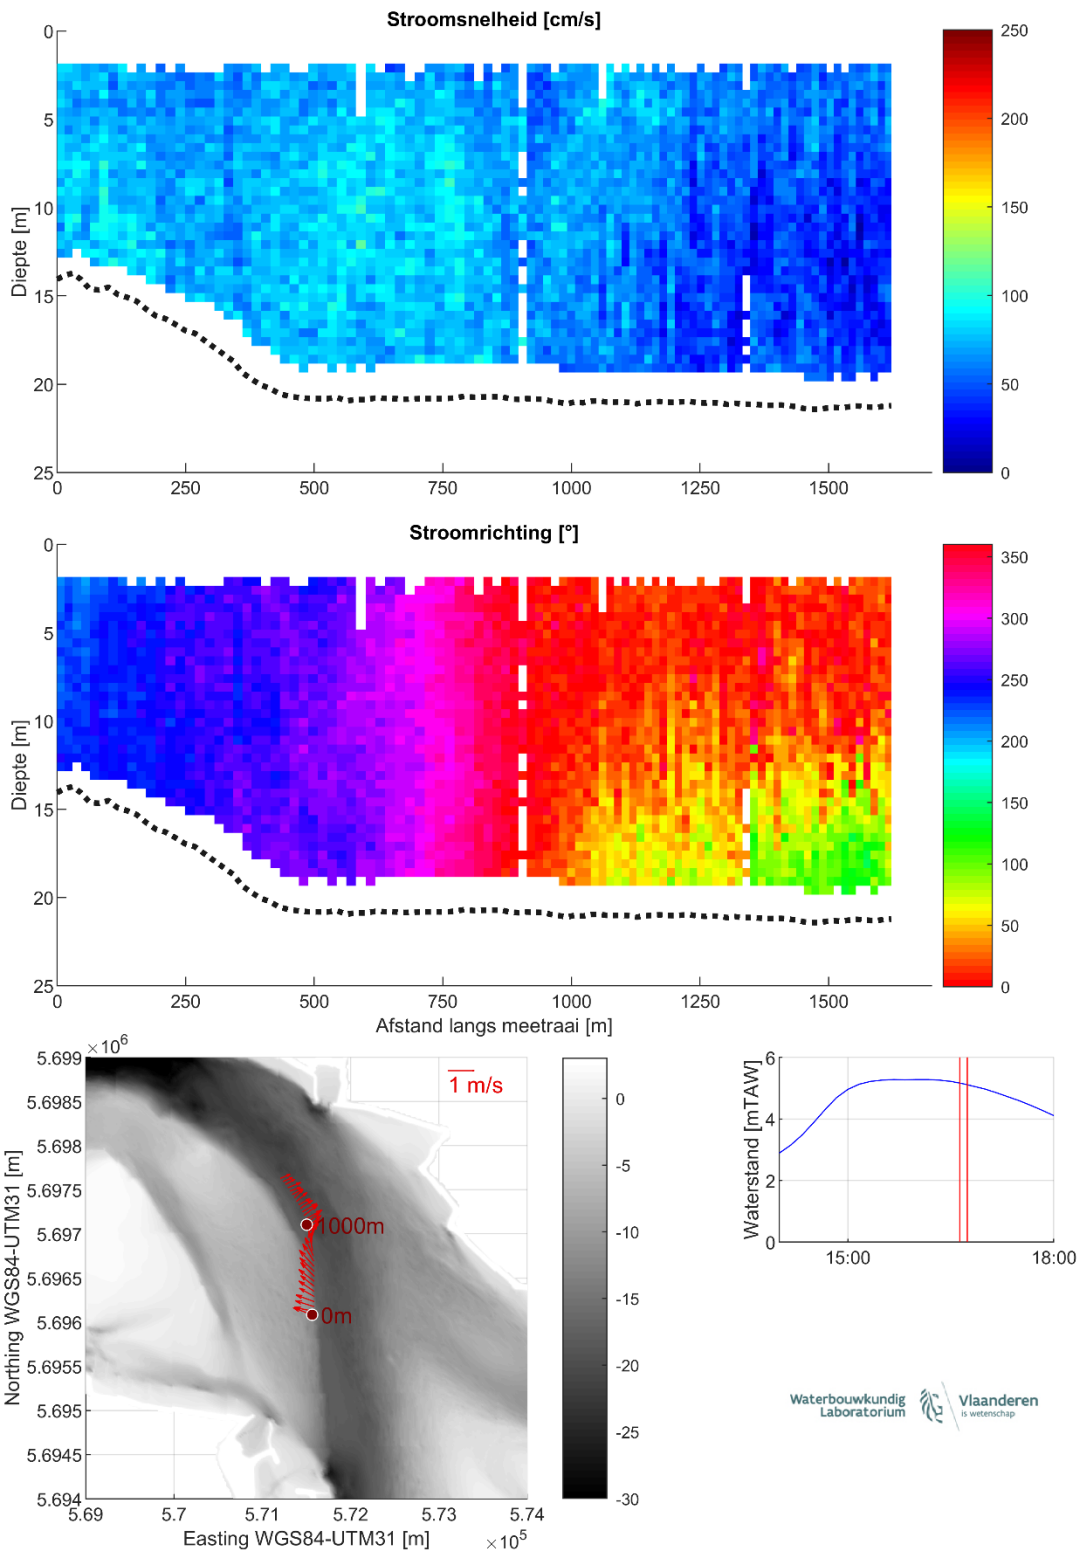 Stroomsnelheid [cm/s]
0
5
10
15
20
25
Diepte [m]
0 250 500 750 1000 1250 1500
250
200
150
100
50
0
Stroomrichting [°]
0
5
10
15
20
25
Diepte [m]
0 250 500 750 1000 1250 1500
Afstand langs meetraai [m]
350
300
250
200
150
100
50
0
×10⁶
5.699
5.6985
5.698
5.6975
5.697
5.6965
5.696
5.6955
5.695
5.6945
5.694
Northing WGS84-UTM31 [m]
1 m/s
1000m
0m
5.69 5.7 5.71 5.72 5.73 5.74
Easting WGS84-UTM31 [m]
×10⁵
0
-5
-10
-15
-20
-25
-30
6
4
2
0
Waterstand [mTAW]
15:00 18:00
Waterbouwkundig
Laboratorium
Vlaanderen
is wetenschap